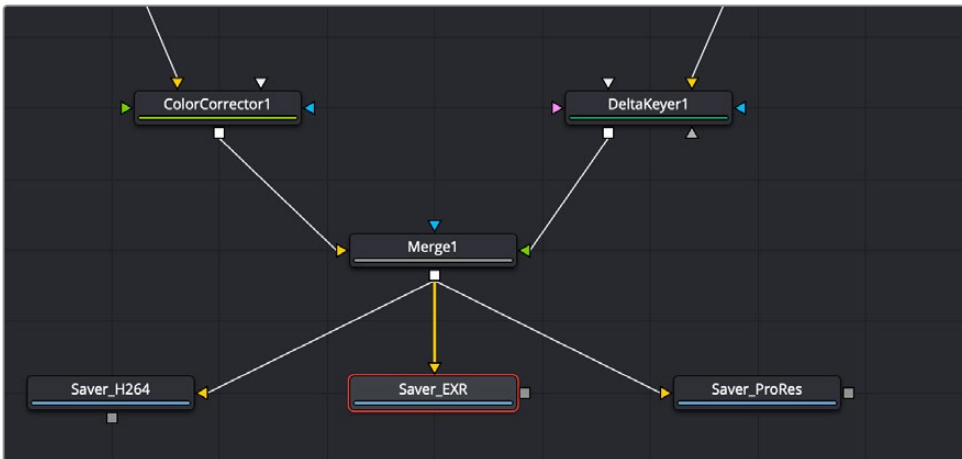 ColorCorrector1
DeltaKeyer1
Merge1
Saver_H264
Saver_EXR
Saver_ProRes